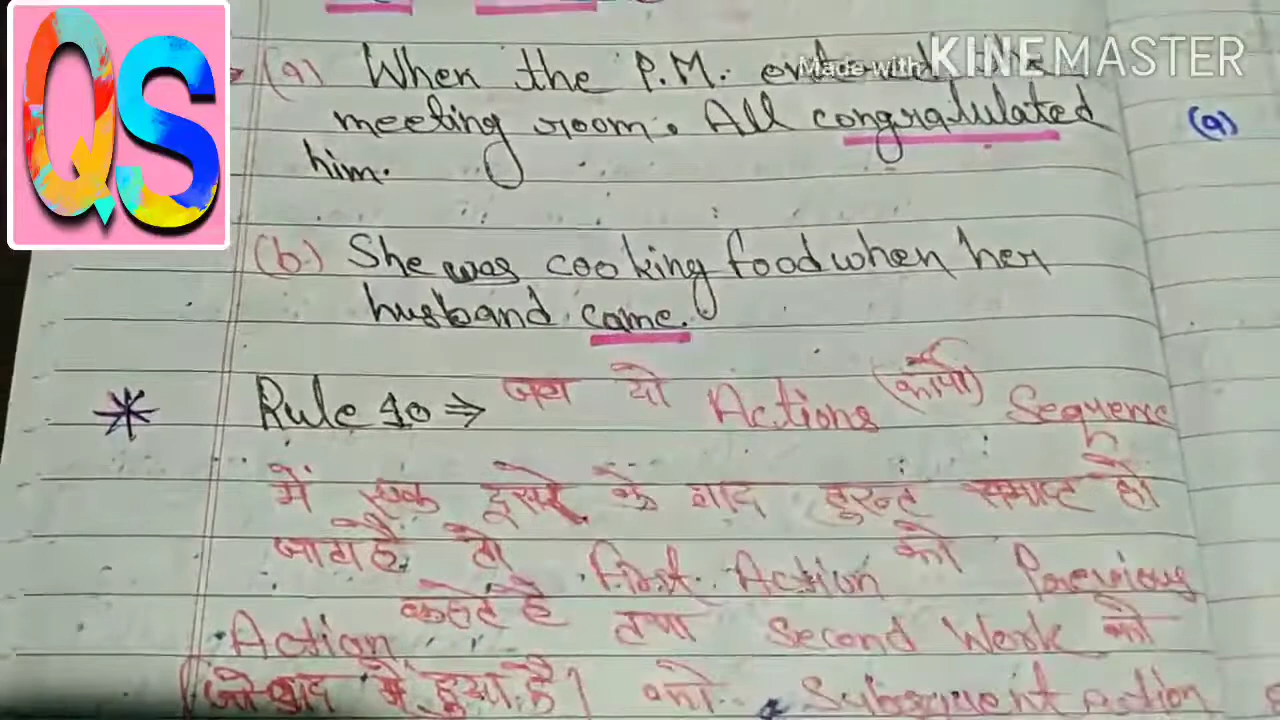 QS
Made with KINEMASTER
(a) When the P.M. entered the
meeting room. All congratulated
him.
(a)
(b) She was cooking food when her
husband came.
Rule 10 ⇒ जब दो Actions (कार्यो) Sequence
में एक दूसरे के बाद तुरन्त समाप्त हो
जाता है तो First Action को Previous
Action कहते है तथा Second Work को
(जो बाद में हुआ है) को Subsequent action